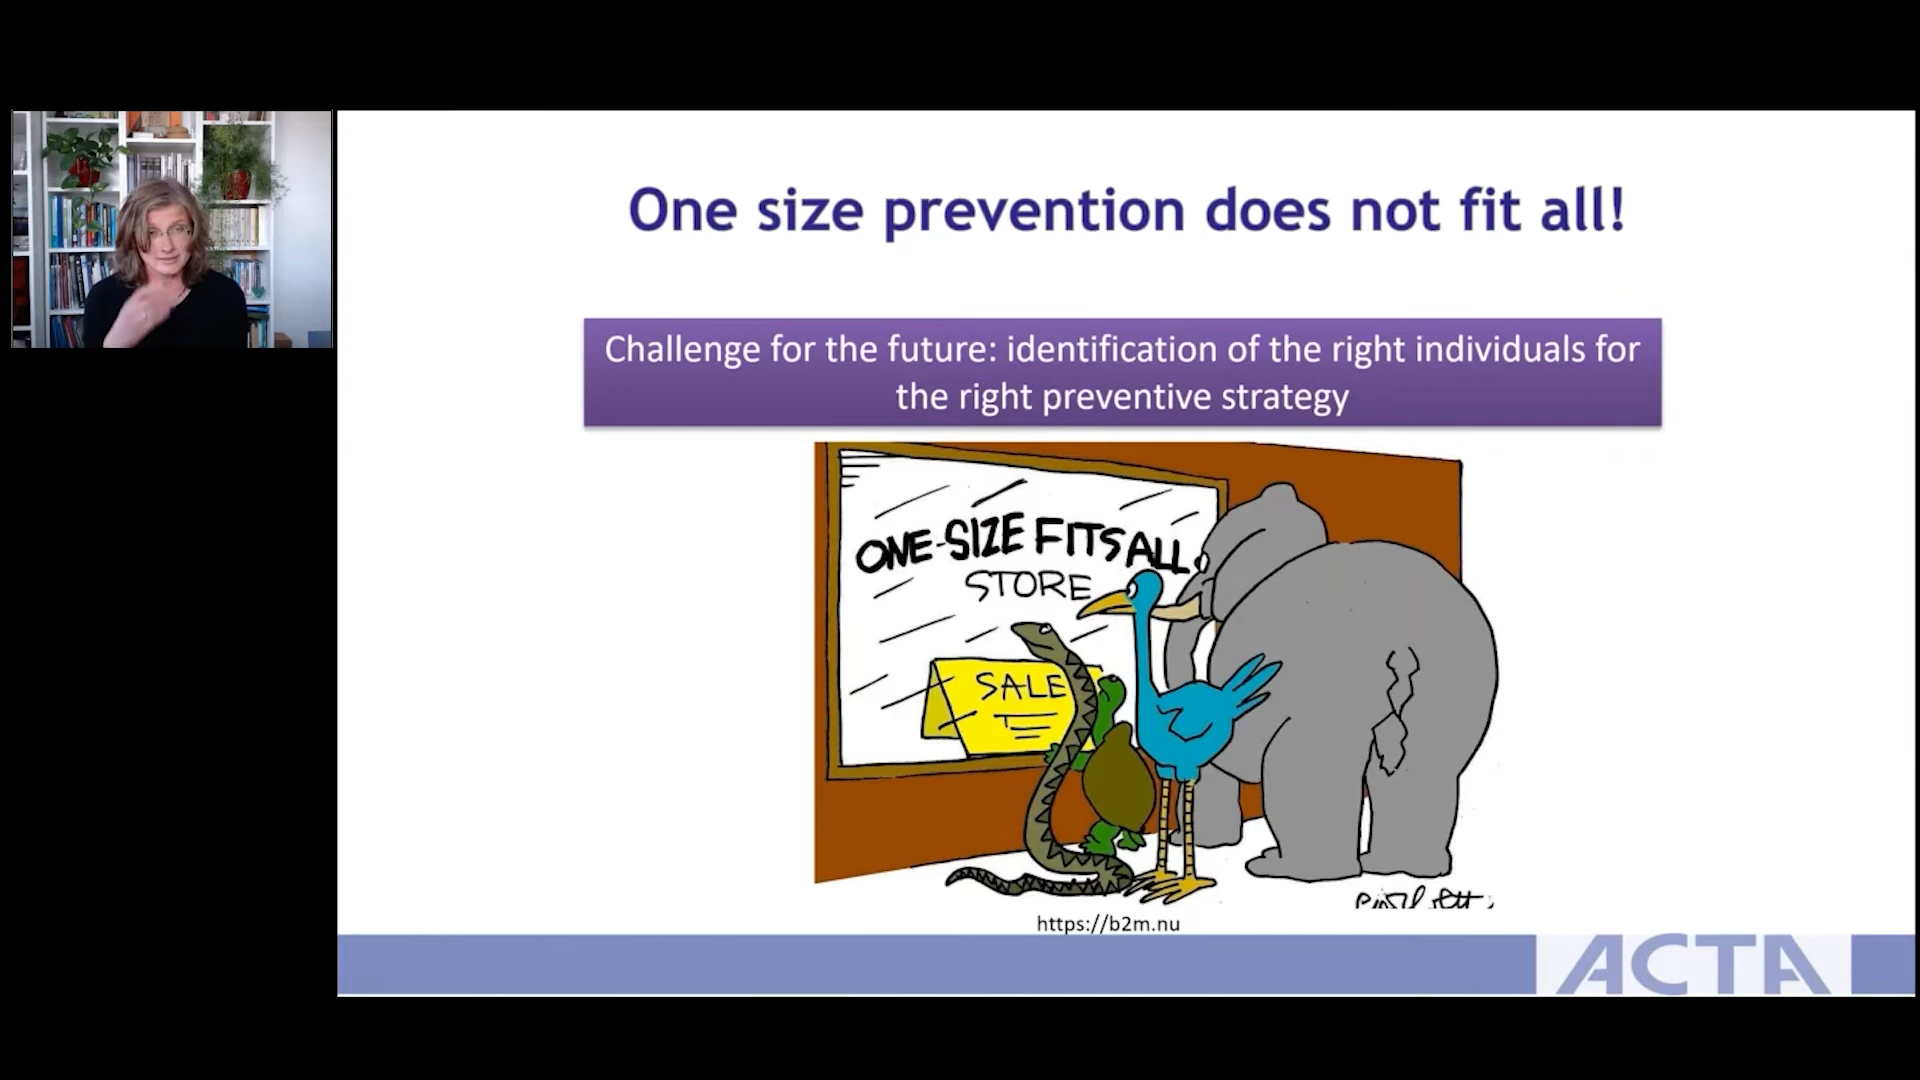 One size prevention does not fit all!
Challenge for the future: identification of the right individuals for
the right preventive strategy
ONE-SIZE FITS ALL
STORE
SALE
https://b2m.nu
ACTA